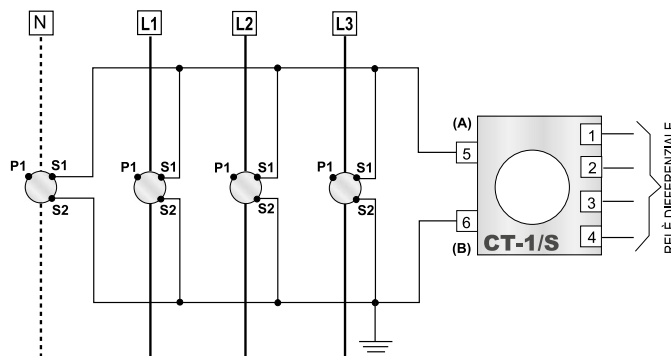 N L1 L2 L3
(A)
1
5
2
P1 S1 P1 S1 P1 S1 P1 S1
3
S2 S2 S2 S2
6
4
(B)
CT-1/S
RELÈ DIFFERENZIALE